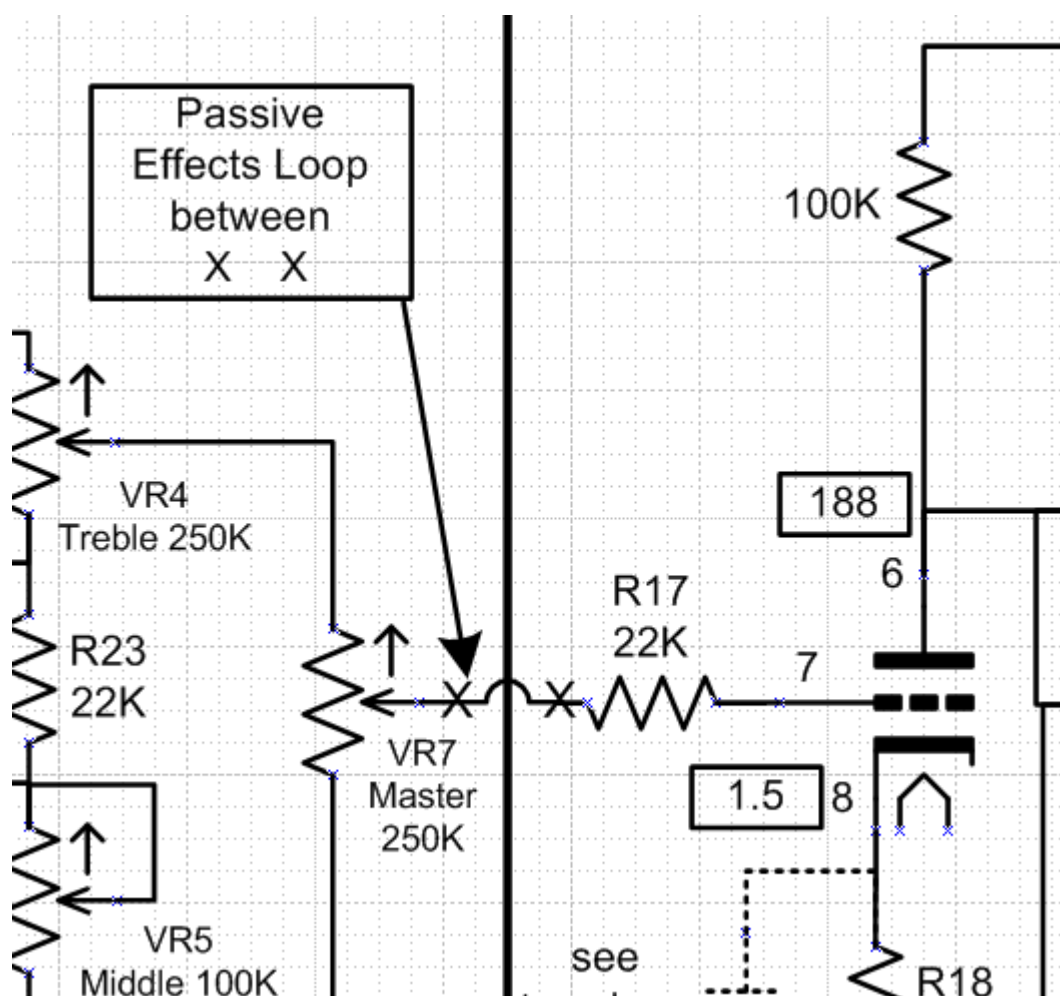 Passive
Effects Loop
between
X X
100K
VR4
Treble 250K
188
6
R17
22K
R23
22K
7
X X
VR7
Master
250K
1.5
8
VR5
Middle 100K
see
R18